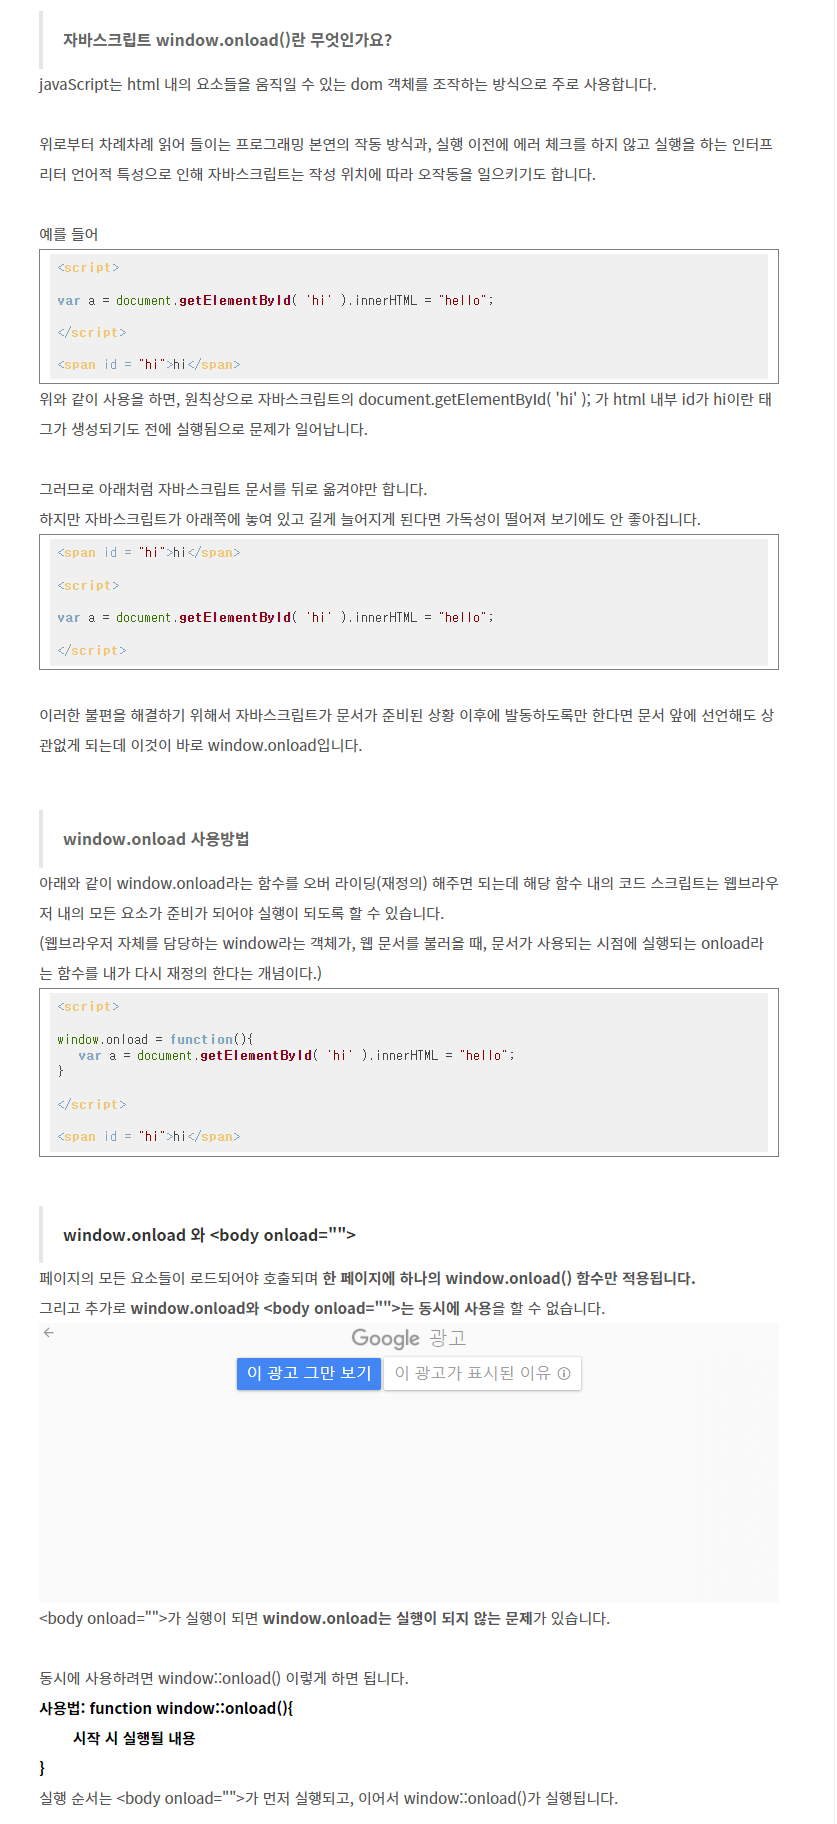 자바스크립트 window.onload()란 무엇인가요?
javaScript는 html 내의 요소들을 움직일 수 있는 dom 객체를 조작하는 방식으로 주로 사용합니다.
위로부터 차례차례 읽어 들이는 프로그래밍 본연의 작동 방식과, 실행 이전에 에러 체크를 하지 않고 실행을 하는 인터프
리터 언어적 특성으로 인해 자바스크립트는 작성 위치에 따라 오작동을 일으키기도 합니다.
예를 들어
<script>
var a = document.getElementById( 'hi' ).innerHTML = "hello";
</script>
<span id = "hi">hi</span>
위와 같이 사용을 하면, 원칙상으로 자바스크립트의 document.getElementById( 'hi' ); 가 html 내부 id가 hi이란 태
그가 생성되기도 전에 실행됨으로 문제가 일어납니다.
그러므로 아래처럼 자바스크립트 문서를 뒤로 옮겨야만 합니다.
하지만 자바스크립트가 아래쪽에 놓여 있고 길게 늘어지게 된다면 가독성이 떨어져 보기에도 안 좋아집니다.
<span id = "hi">hi</span>
<script>
var a = document.getElementById( 'hi' ).innerHTML = "hello";
</script>
이러한 불편을 해결하기 위해서 자바스크립트가 문서가 준비된 상황 이후에 발동하도록만 한다면 문서 앞에 선언해도 상
관없게 되는데 이것이 바로 window.onload입니다.
window.onload 사용방법
아래와 같이 window.onload라는 함수를 오버 라이딩(재정의) 해주면 되는데 해당 함수 내의 코드 스크립트는 웹브라우
저 내의 모든 요소가 준비가 되어야 실행이 되도록 할 수 있습니다.
(웹브라우저 자체를 담당하는 window라는 객체가, 웹 문서를 불러올 때, 문서가 사용되는 시점에 실행되는 onload라
는 함수를 내가 다시 재정의 한다는 개념이다.)
<script>
window.onload = function(){
var a = document.getElementById( 'hi' ).innerHTML = "hello";
}
</script>
<span id = "hi">hi</span>
window.onload 와 <body onload="">
페이지의 모든 요소들이 로드되어야 호출되며 한 페이지에 하나의 window.onload() 함수만 적용됩니다.
그리고 추가로 window.onload와 <body onload="">는 동시에 사용을 할 수 없습니다.
Google 광고
이 광고 그만 보기 이 광고가 표시된 이유
<body onload="">가 실행이 되면 window.onload는 실행이 되지 않는 문제가 있습니다.
동시에 사용하려면 window::onload() 이렇게 하면 됩니다.
사용법: function window::onload(){
시작 시 실행될 내용
}
실행 순서는 <body onload="">가 먼저 실행되고, 이어서 window::onload()가 실행됩니다.